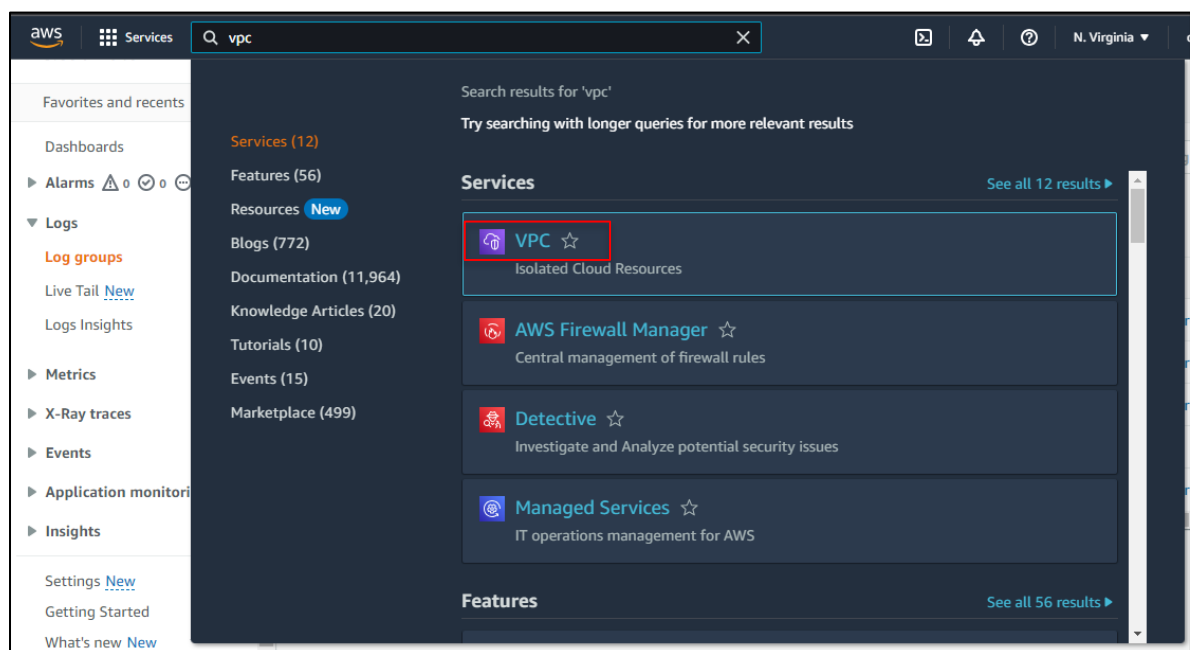 aws
Services
vpc
N. Virginia
Favorites and recents
Dashboards
Alarms 0 0
Logs
Log groups
Live Tail New
Logs Insights
Metrics
X-Ray traces
Events
Application monitori
Insights
Settings New
Getting Started
What's new New
Services (12)
Features (56)
Resources New
Blogs (772)
Documentation (11,964)
Knowledge Articles (20)
Tutorials (10)
Events (15)
Marketplace (499)
Search results for 'vpc'
Try searching with longer queries for more relevant results
Services
See all 12 results
VPC
Isolated Cloud Resources
AWS Firewall Manager
Central management of firewall rules
Detective
Investigate and Analyze potential security issues
Managed Services
IT operations management for AWS
Features
See all 56 results